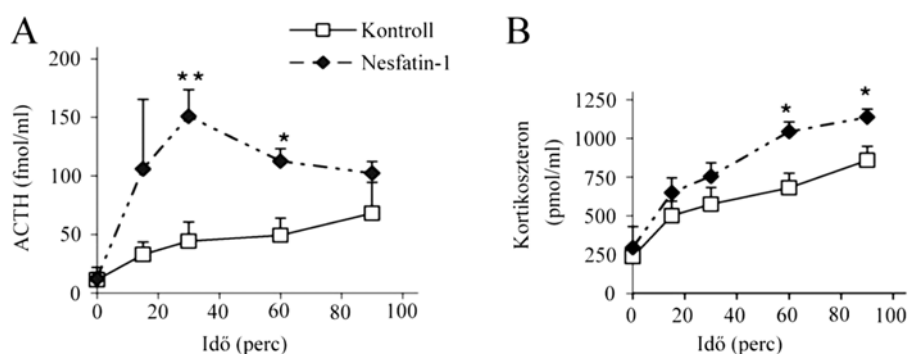 A
Kontroll
Nesfatin-1
B
ACTH (fmol/ml)
200
150
100
50
0
**
*
0 20 40 60 80 100
Idő (perc)
Kortikoszteron
(pmol/ml)
1250
1000
750
500
250
0
*
*
0 20 40 60 80 100
Idő (perc)